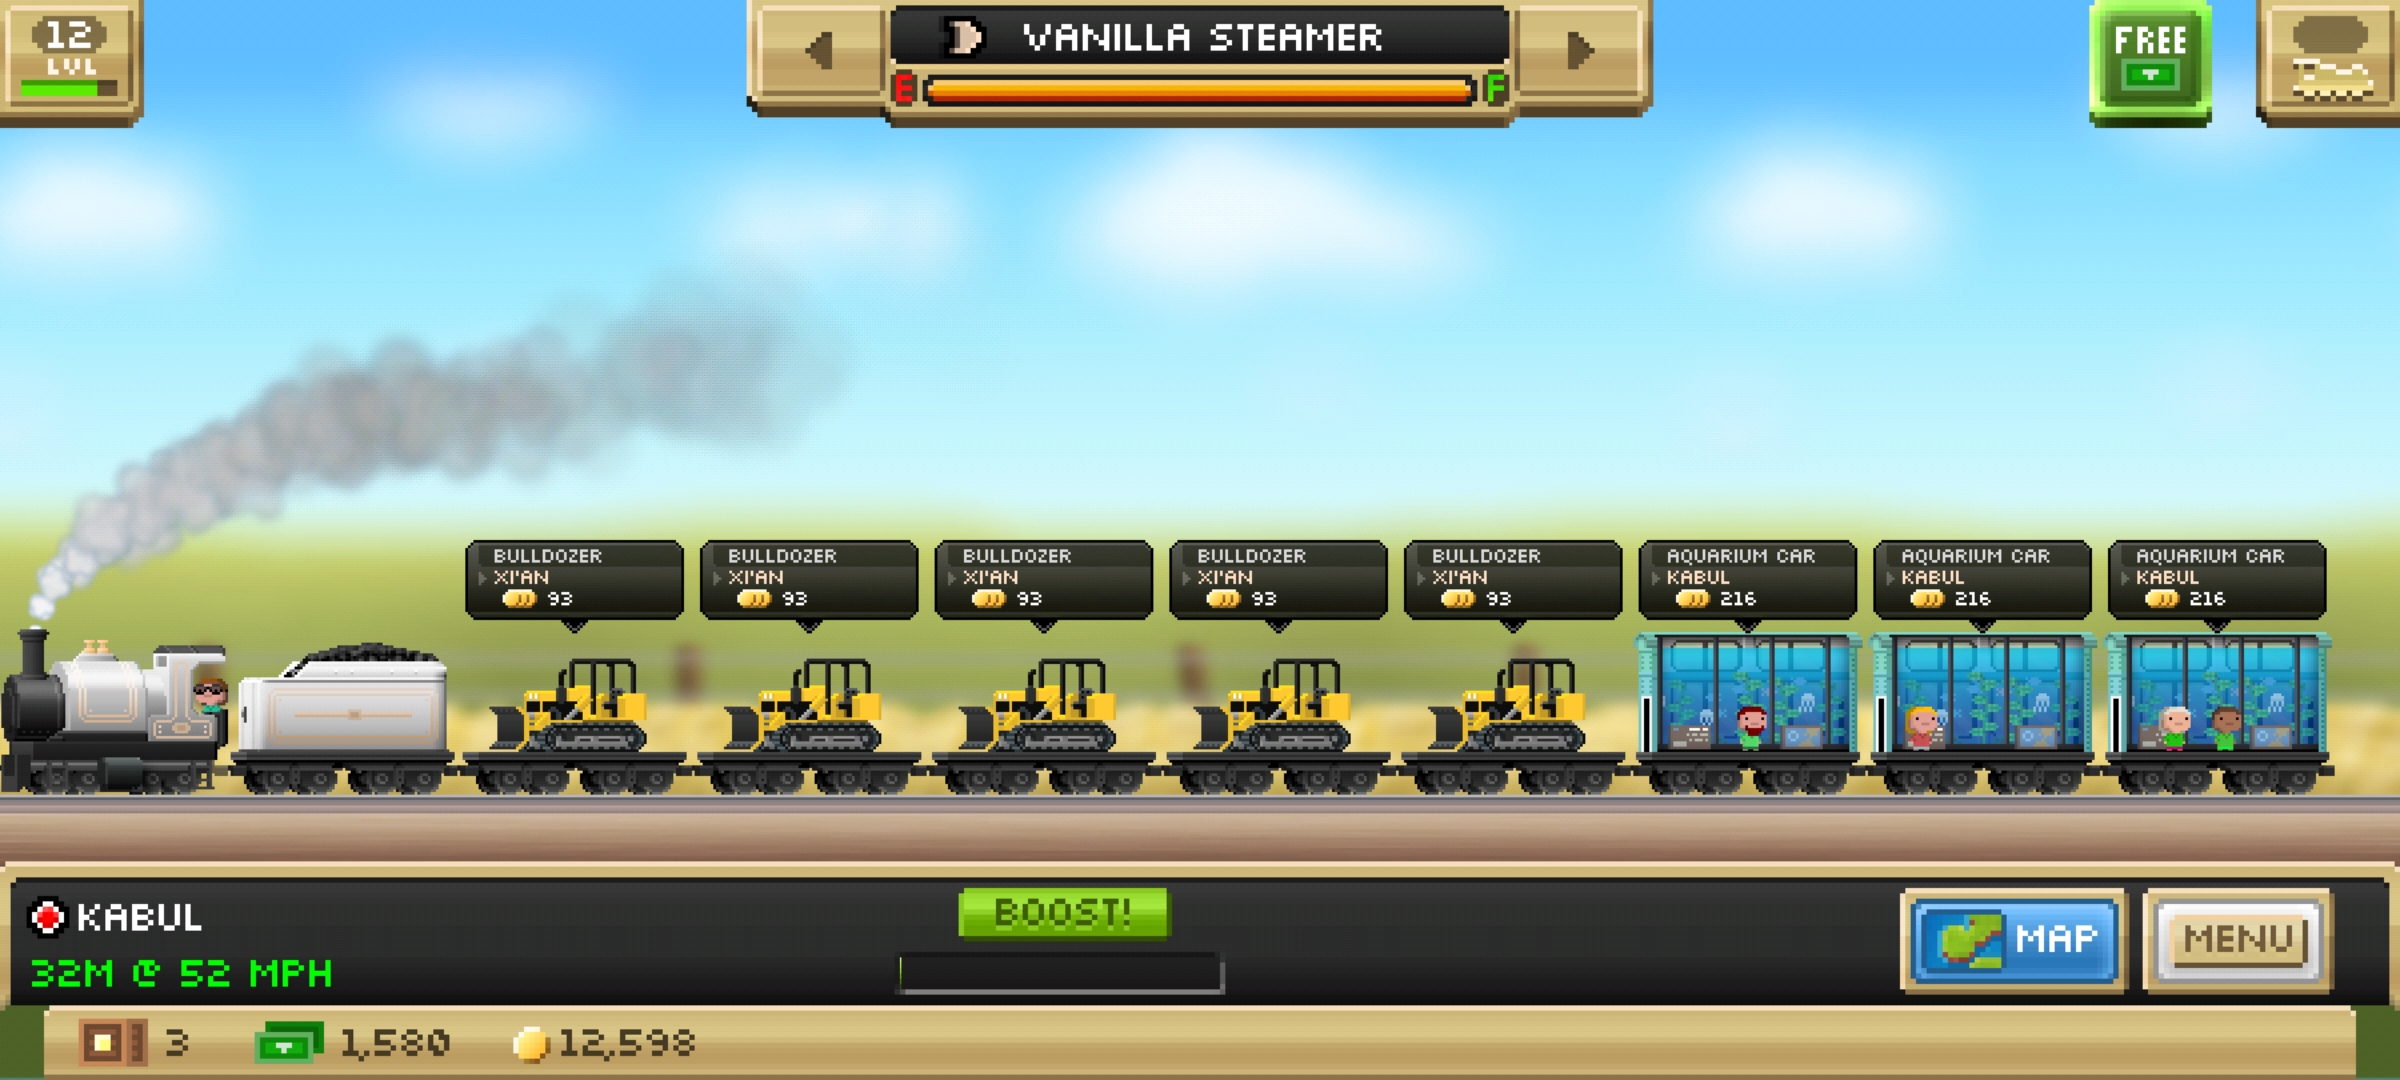 12
LVL
VANILLA STEAMER
E F
FREE
BULLDOZER
XI'AN
93
BULLDOZER
XI'AN
93
BULLDOZER
XI'AN
93
BULLDOZER
XI'AN
93
BULLDOZER
XI'AN
93
AQUARIUM CAR
KABUL
216
AQUARIUM CAR
KABUL
216
AQUARIUM CAR
KABUL
216
KABUL
32M @ 52 MPH
BOOST!
MAP
MENU
3 1,580 12,598